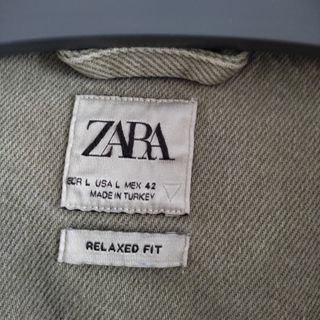 ZARA
EUR L USA L MEX 42
MADE IN TURKEY
RELAXED FIT